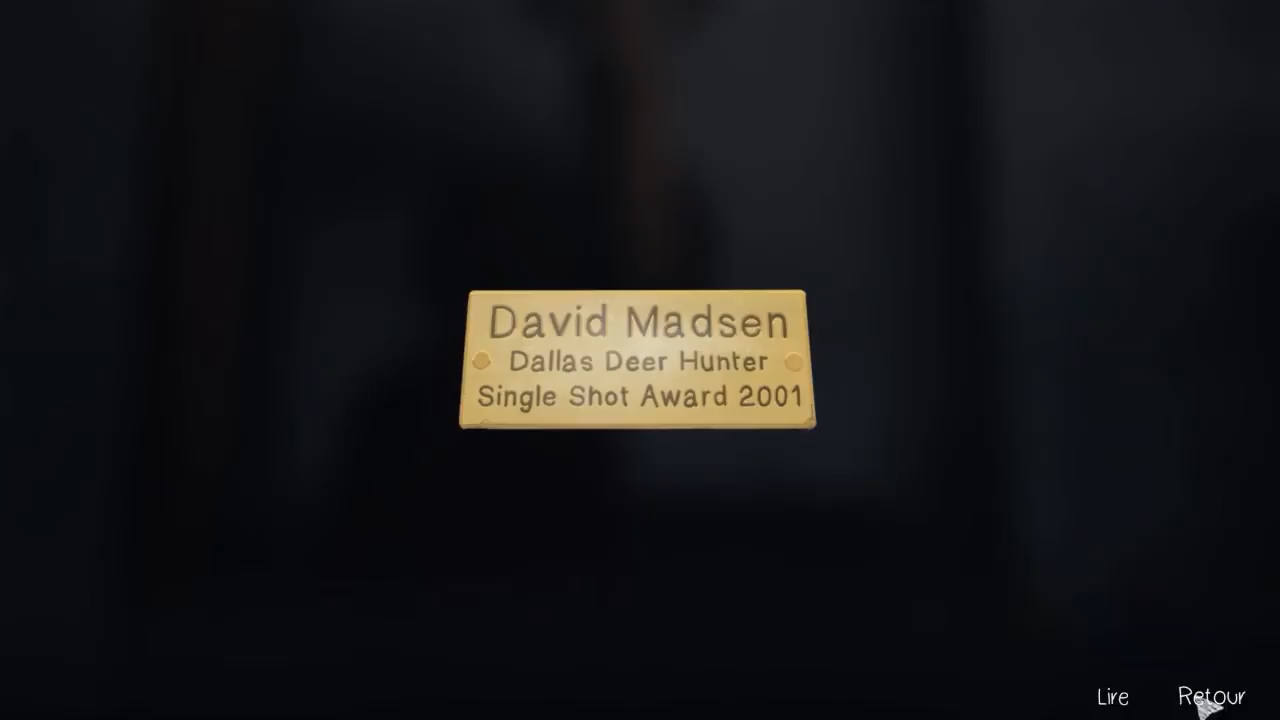 David Madsen
Dallas Deer Hunter
Single Shot Award 2001
Lire Retour